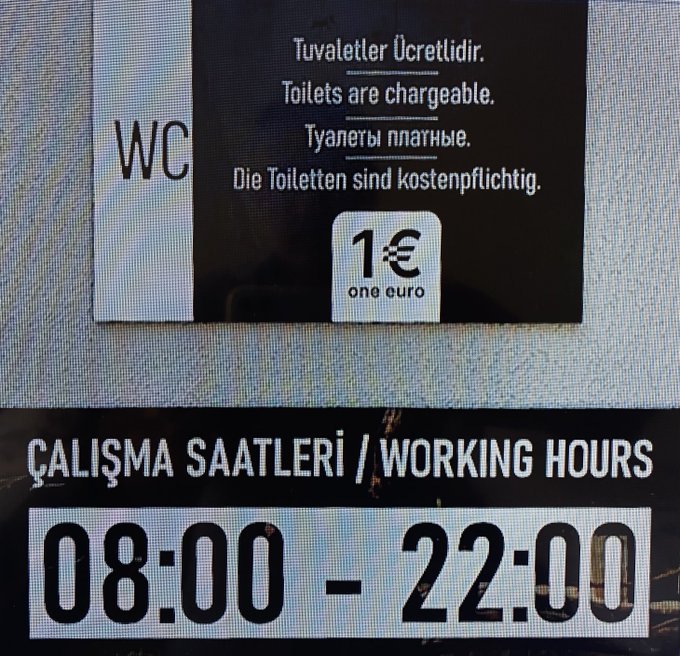 WC
Tuvaletler Ücretlidir.
Toilets are chargeable.
Туалеты платные.
Die Toiletten sind kostenpflichtig.
1€
one euro
ÇALIŞMA SAATLERİ / WORKING HOURS
08:00 - 22:00